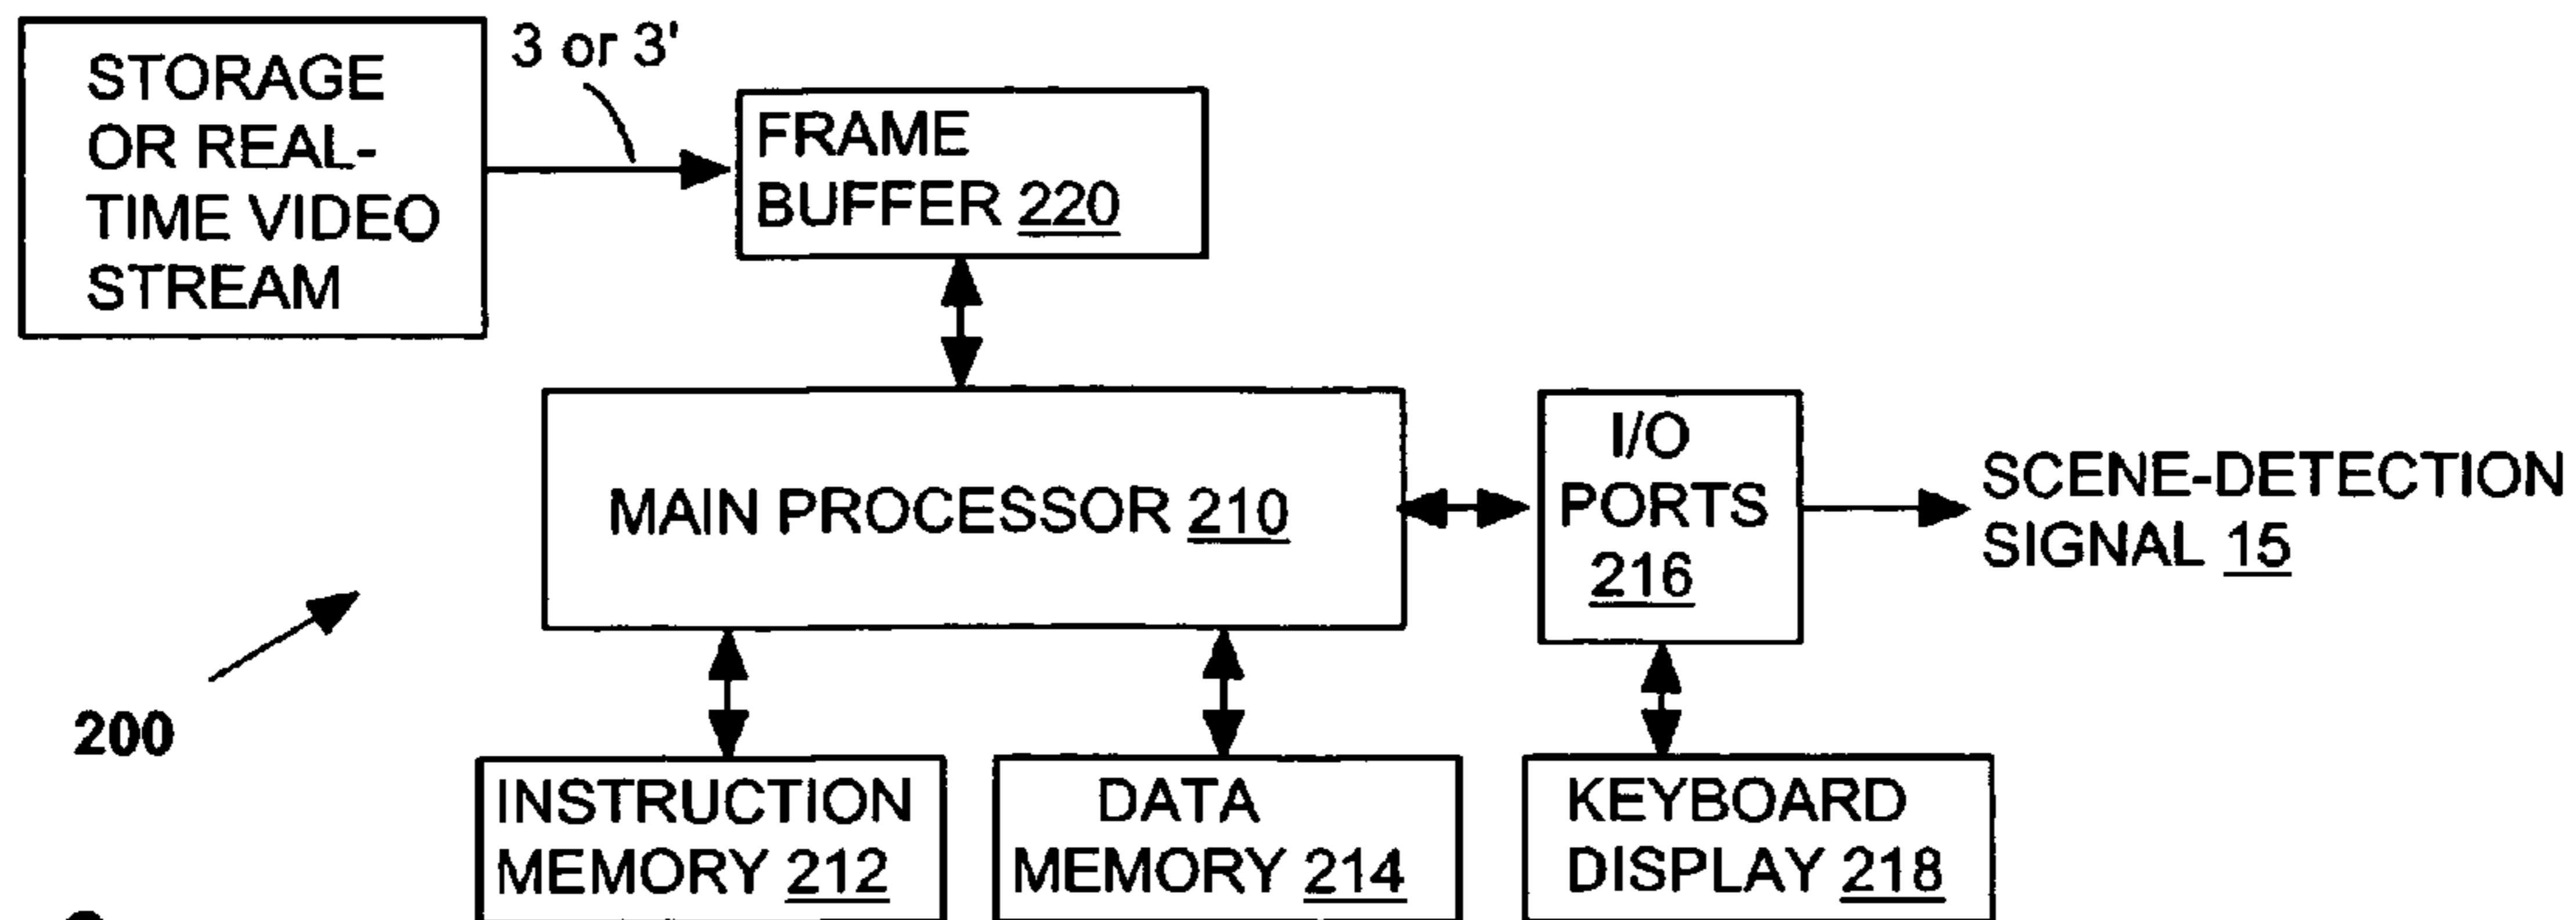 STORAGE
OR REAL-
TIME VIDEO
STREAM
3 or 3'
FRAME
BUFFER 220
MAIN PROCESSOR 210
I/O
PORTS
216
SCENE-DETECTION
SIGNAL 15
200
INSTRUCTION
MEMORY 212
DATA
MEMORY 214
KEYBOARD
DISPLAY 218